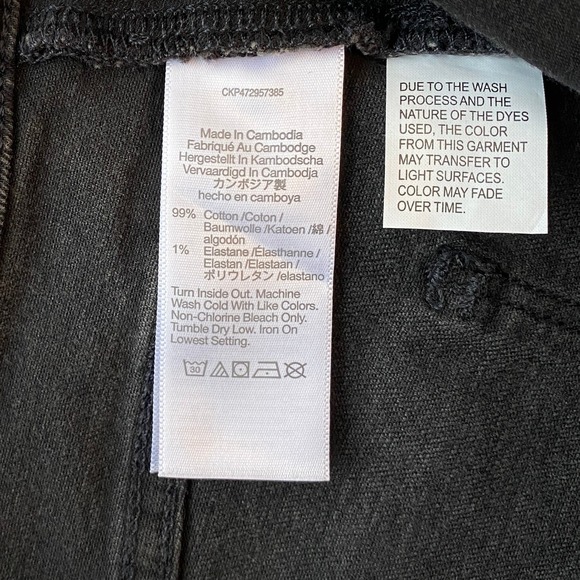 CKP472957385
Made In Cambodia
Fabriqué Au Cambodge
Hergestellt In Kambodscha
Vervaardigd In Cambodja
カンボジア製
hecho en camboya
99% Cotton /Coton /
Baumwolle /Katoen /綿 /
algodón
1% Elastane /Élasthanne /
Elastan /Elastaan /
ポリウレタン /elastano
Turn Inside Out. Machine
Wash Cold With Like Colors.
Non-Chlorine Bleach Only.
Tumble Dry Low. Iron On
Lowest Setting.
30
DUE TO THE WASH
PROCESS AND THE
NATURE OF THE DYES
USED, THE COLOR
FROM THIS GARMENT
MAY TRANSFER TO
LIGHT SURFACES.
COLOR MAY FADE
OVER TIME.